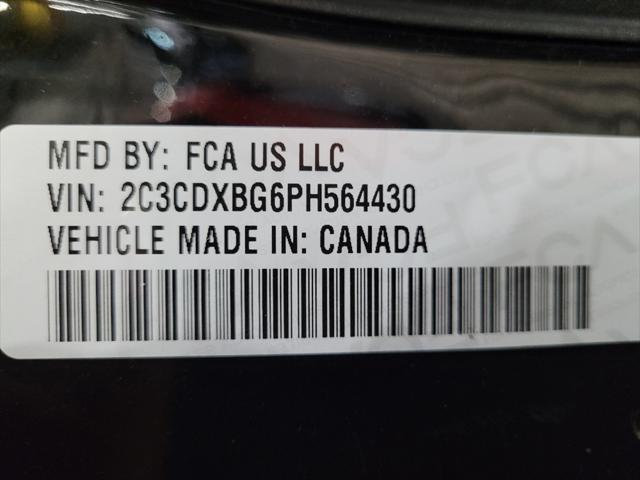 MFD BY: FCA US LLC
VIN: 2C3CDXBG6PH564430
VEHICLE MADE IN: CANADA